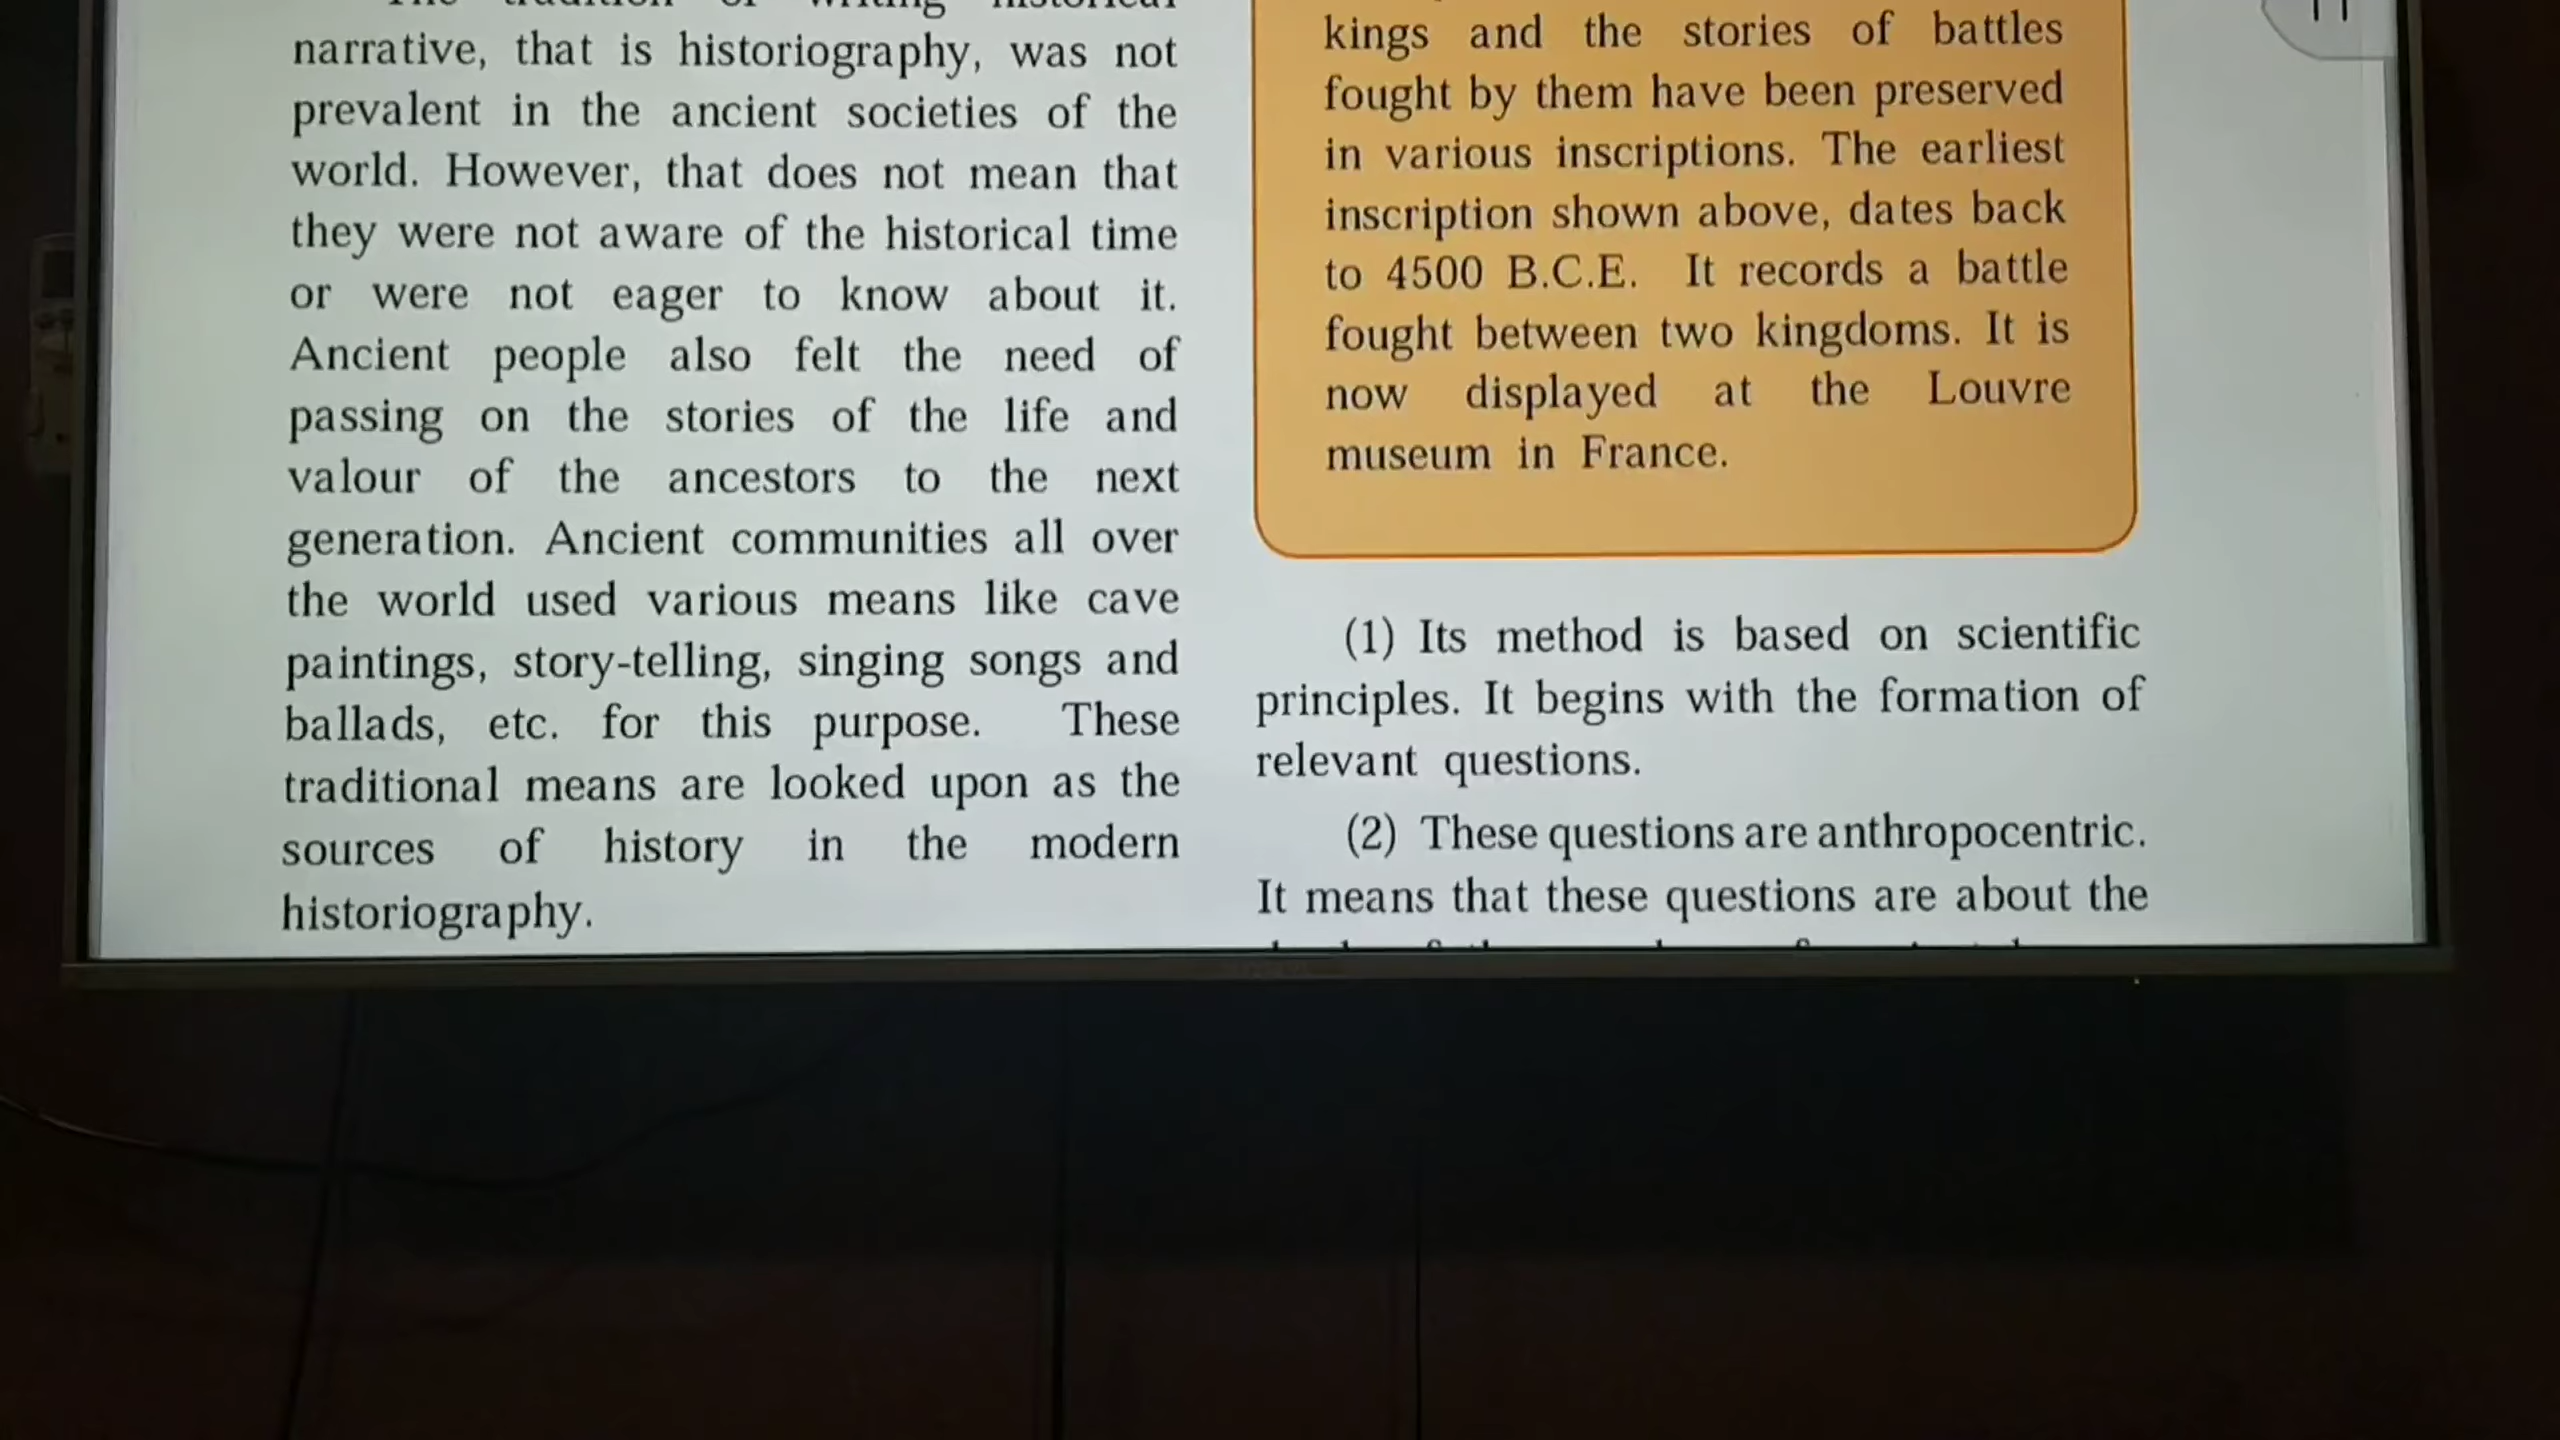 The tradition of writing historical
narrative, that is historiography, was not
prevalent in the ancient societies of the
world. However, that does not mean that
they were not aware of the historical time
or were not eager to know about it.
Ancient people also felt the need of
passing on the stories of the life and
valour of the ancestors to the next
generation. Ancient communities all over
the world used various means like cave
paintings, story-telling, singing songs and
ballads, etc. for this purpose. These
traditional means are looked upon as the
sources of history in the modern
historiography.
kings and the stories of battles
fought by them have been preserved
in various inscriptions. The earliest
inscription shown above, dates back
to 4500 B.C.E. It records a battle
fought between two kingdoms. It is
now displayed at the Louvre
museum in France.
(1) Its method is based on scientific
principles. It begins with the formation of
relevant questions.
(2) These questions are anthropocentric.
It means that these questions are about the